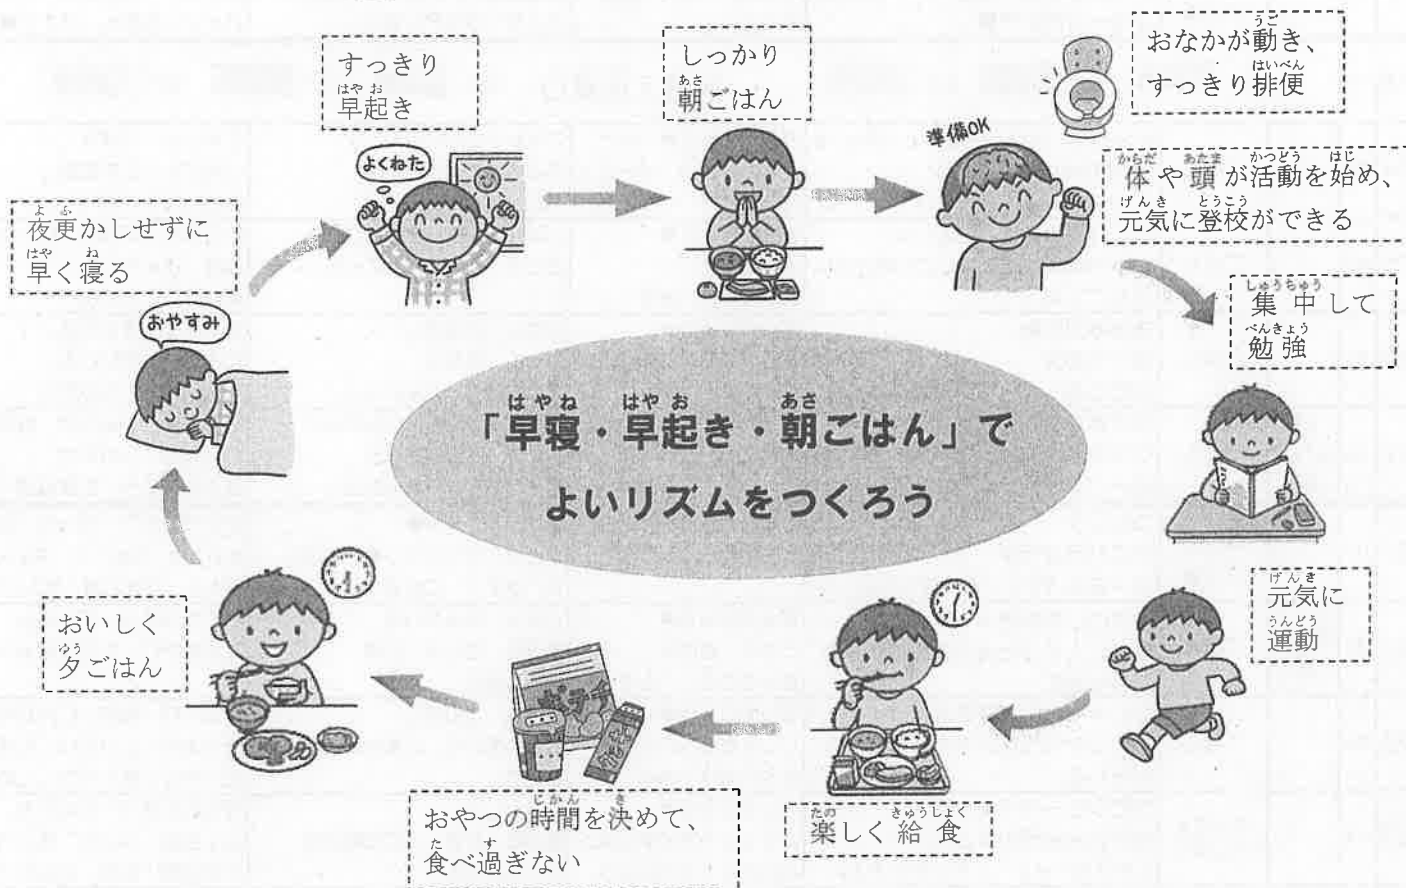 すっきり
早起き
しっかり
朝ごはん
おなかが動き、
すっきり排便
準備OK
体や頭が活動を始め、
元気に登校ができる
よくねた
夜更かしせずに
早く寝る
おやすみ
集中して
勉強
「早寝・早起き・朝ごはん」で
よいリズムをつくろう
元気に
運動
おいしく
夕ごはん
ポテチ
おやつの時間を決めて、
食べ過ぎない
楽しく給食